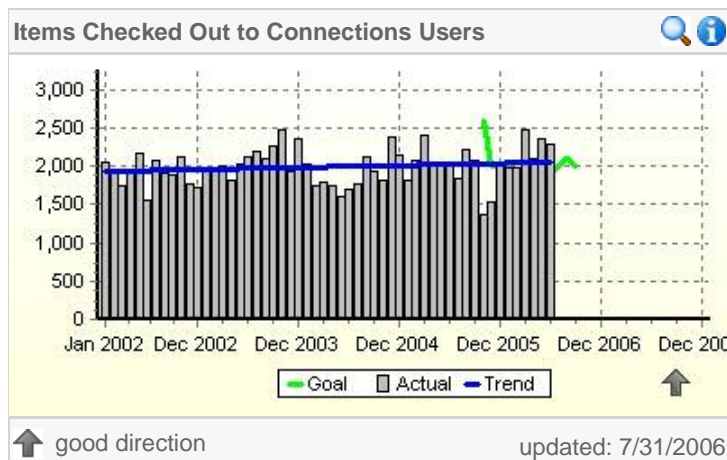 Items Checked Out to Connections Users
3,000
2,500
2,000
1,500
1,000
500
0
Jan 2002 Dec 2002 Dec 2003 Dec 2004 Dec 2005 Dec 2006 Dec 200
Goal Actual Trend
good direction updated: 7/31/2006